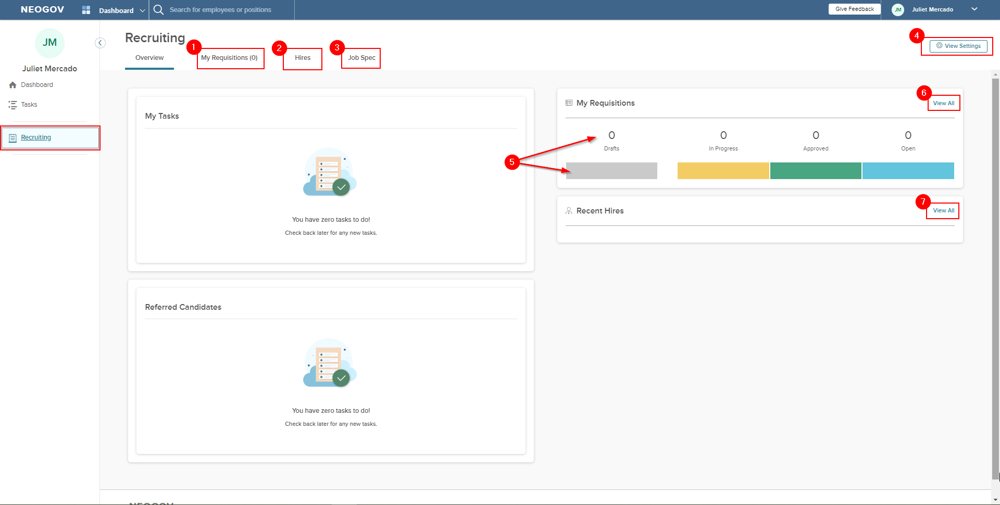 NEOGOV
Dashboard
Search for employees or positions
Give Feedback
JM
Juliet Mercado
JM
Juliet Mercado
Dashboard
Tasks
Recruiting
Recruiting
Overview
1
My Requisitions (0)
2
Hires
3
Job Spec
4
View Settings
My Tasks
You have zero tasks to do!
Check back later for any new tasks.
Referred Candidates
You have zero tasks to do!
Check back later for any new tasks.
My Requisitions
6
View All
5
0 0 0 0
Drafts In Progress Approved Open
Recent Hires
7
View All
NEOGOV